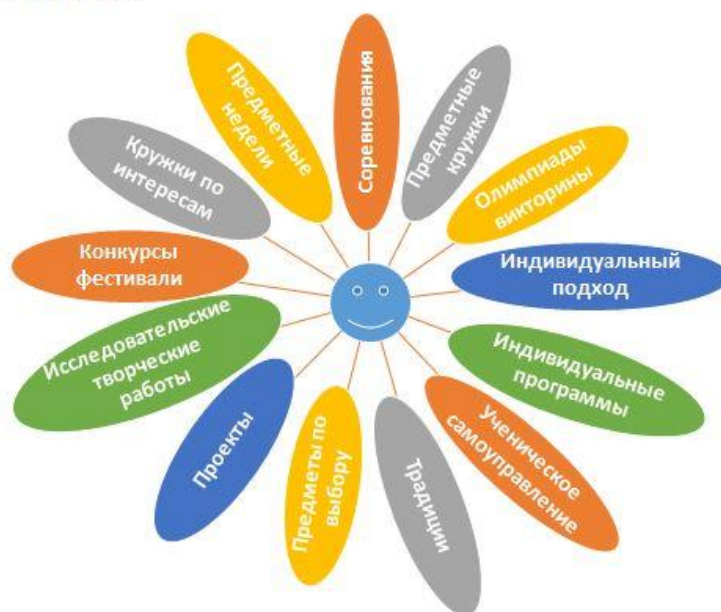 Соревнования
Предметные
кружки
Олимпиады
викторины
Индивидуальный
подход
Индивидуальные
программы
Ученическое
самоуправление
Традиции
Предметы по
выбору
Проекты
Исследовательские
творческие
работы
Конкурсы
фестивали
Кружки по
интересам
Предметные
недели